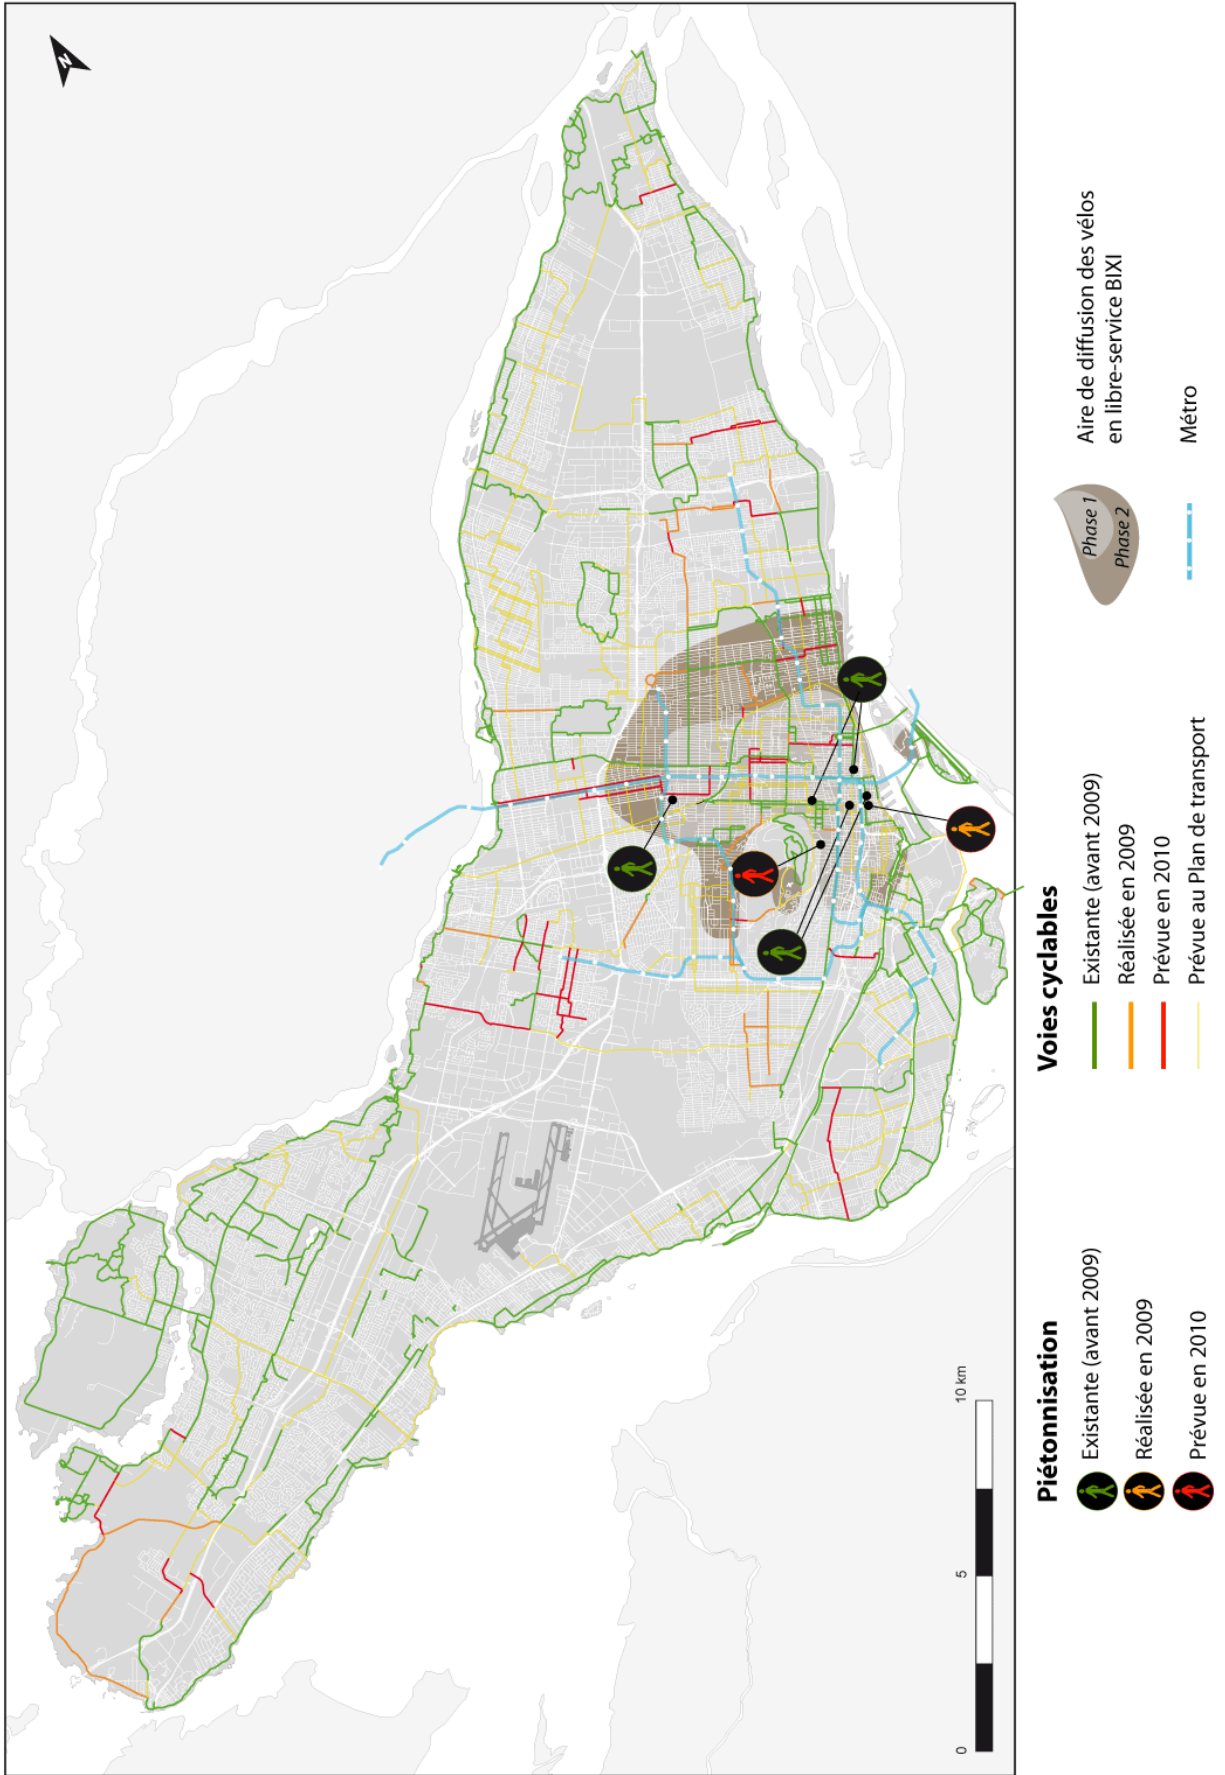 N
0
5
10 km
Piétonnisation
Existante (avant 2009)
Réalisée en 2009
Prévue en 2010
Voies cyclables
Existante (avant 2009)
Réalisée en 2009
Prévue en 2010
Prévue au Plan de transport
Phase 1
Phase 2
Aire de diffusion des vélos
en libre-service BIXI
Métro